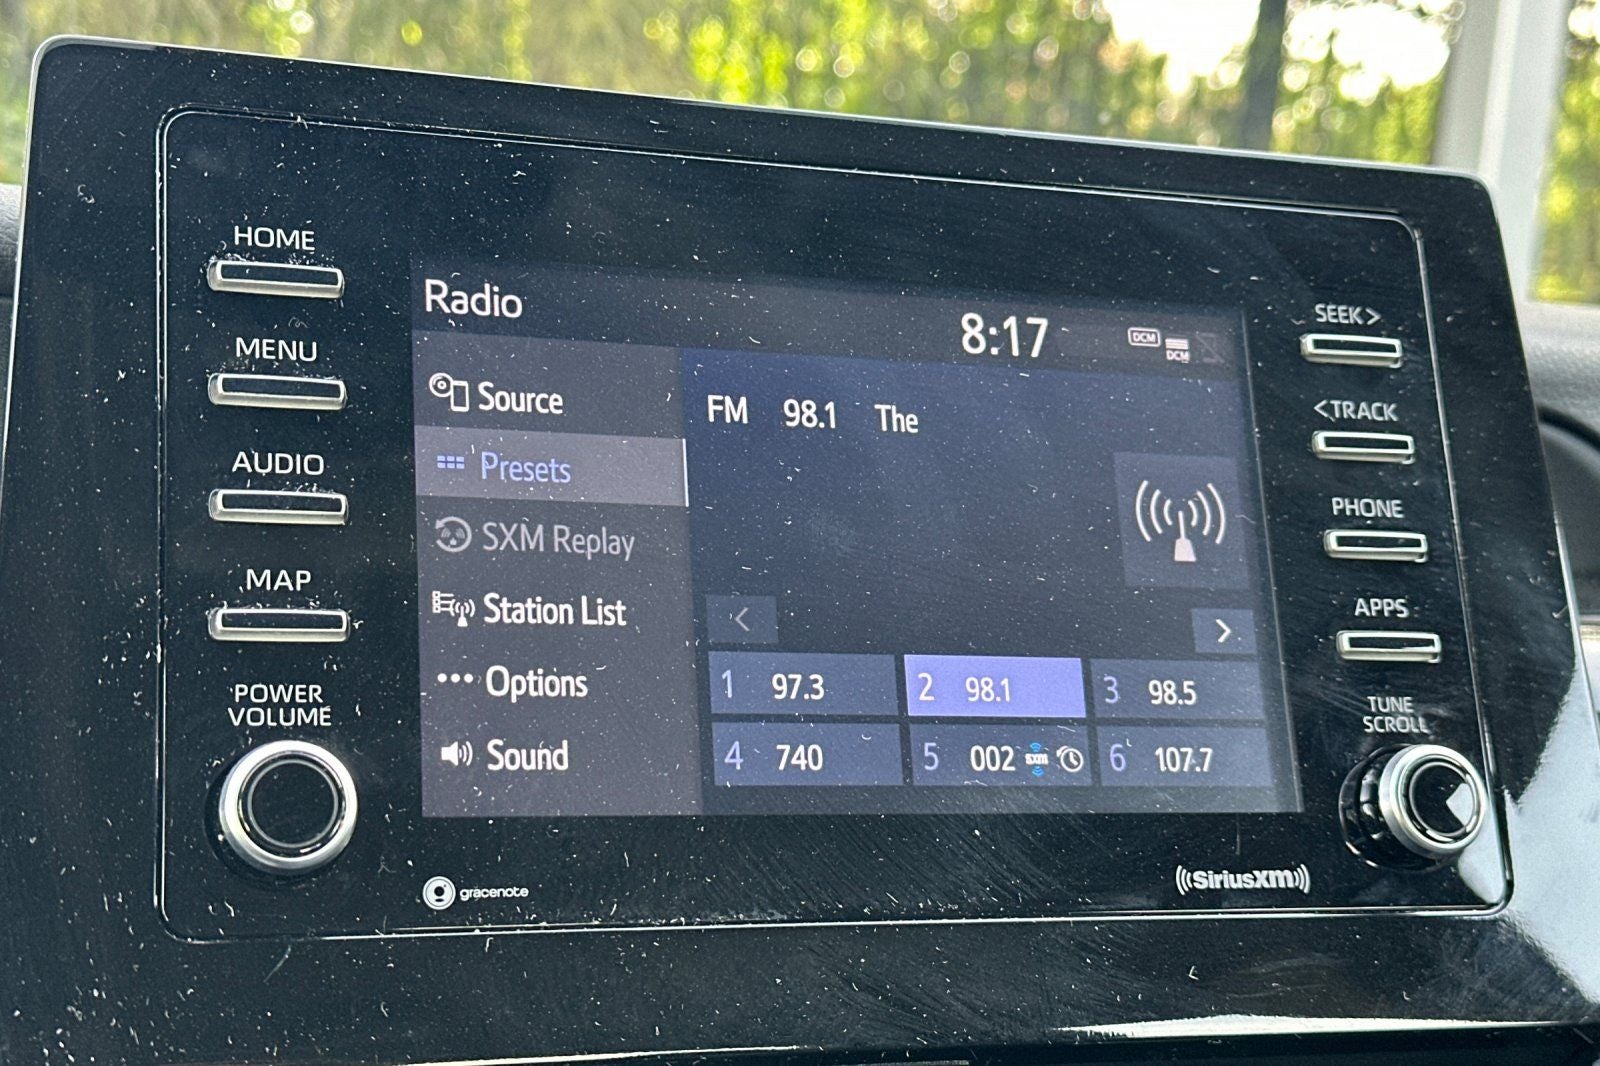 HOME
MENU
AUDIO
MAP
POWER
VOLUME
Radio
8:17
DCM
DCM
Source
Presets
SXM Replay
Station List
Options
Sound
FM 98.1 The
<
>
1 97.3
2 98.1
3 98.5
4 740
5 002 sxm
6 107.7
SEEK >
< TRACK
PHONE
APPS
TUNE
SCROLL
gracenote
((SiriusXM))